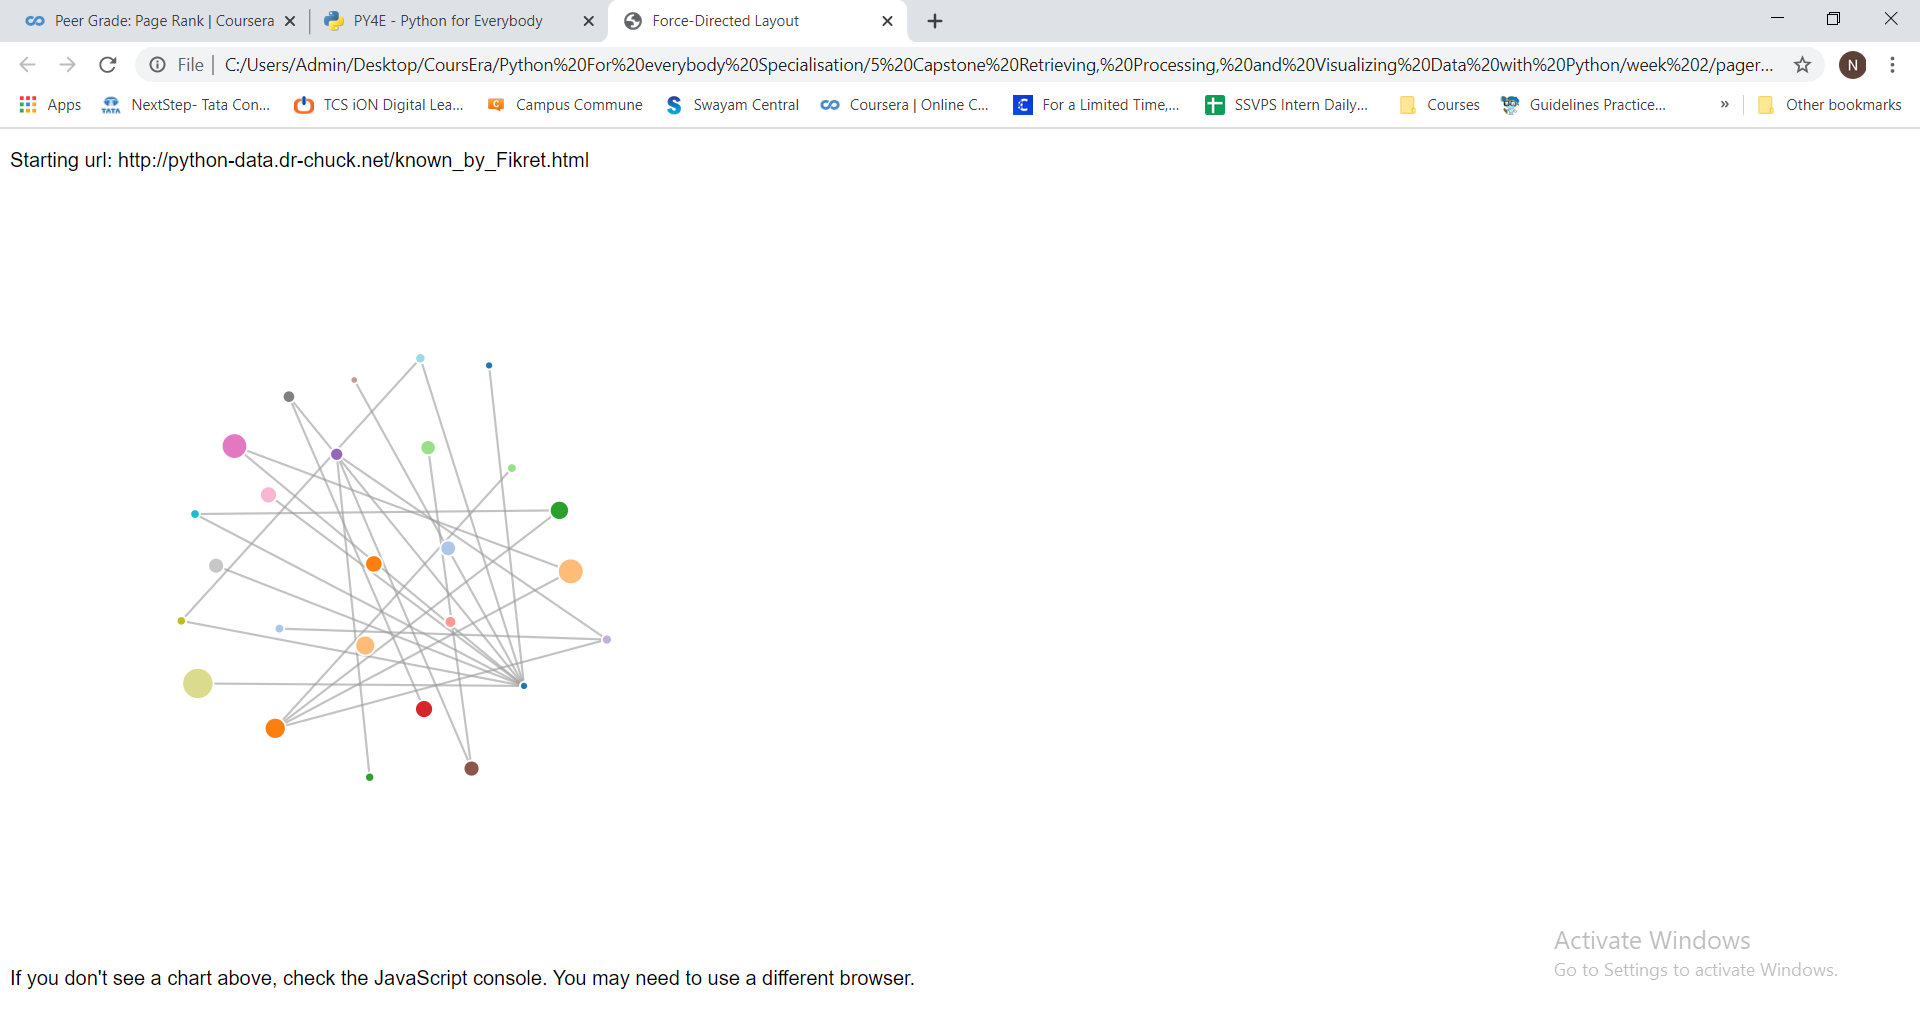 Peer Grade: Page Rank | Coursera
PY4E - Python for Everybody
Force-Directed Layout
File | C:/Users/Admin/Desktop/CoursEra/Python%20For%20everybody%20Specialisation/5%20Capstone%20Retrieving,%20Processing,%20and%20Visualizing%20Data%20with%20Python/week%202/pager...
N
Apps
NextStep- Tata Con...
TCS iON Digital Lea...
Campus Commune
Swayam Central
Coursera | Online C...
For a Limited Time,...
SSVPS Intern Daily...
Courses
Guidelines Practice...
»
Other bookmarks
Starting url: http://python-data.dr-chuck.net/known_by_Fikret.html
Activate Windows
Go to Settings to activate Windows.
If you don't see a chart above, check the JavaScript console. You may need to use a different browser.